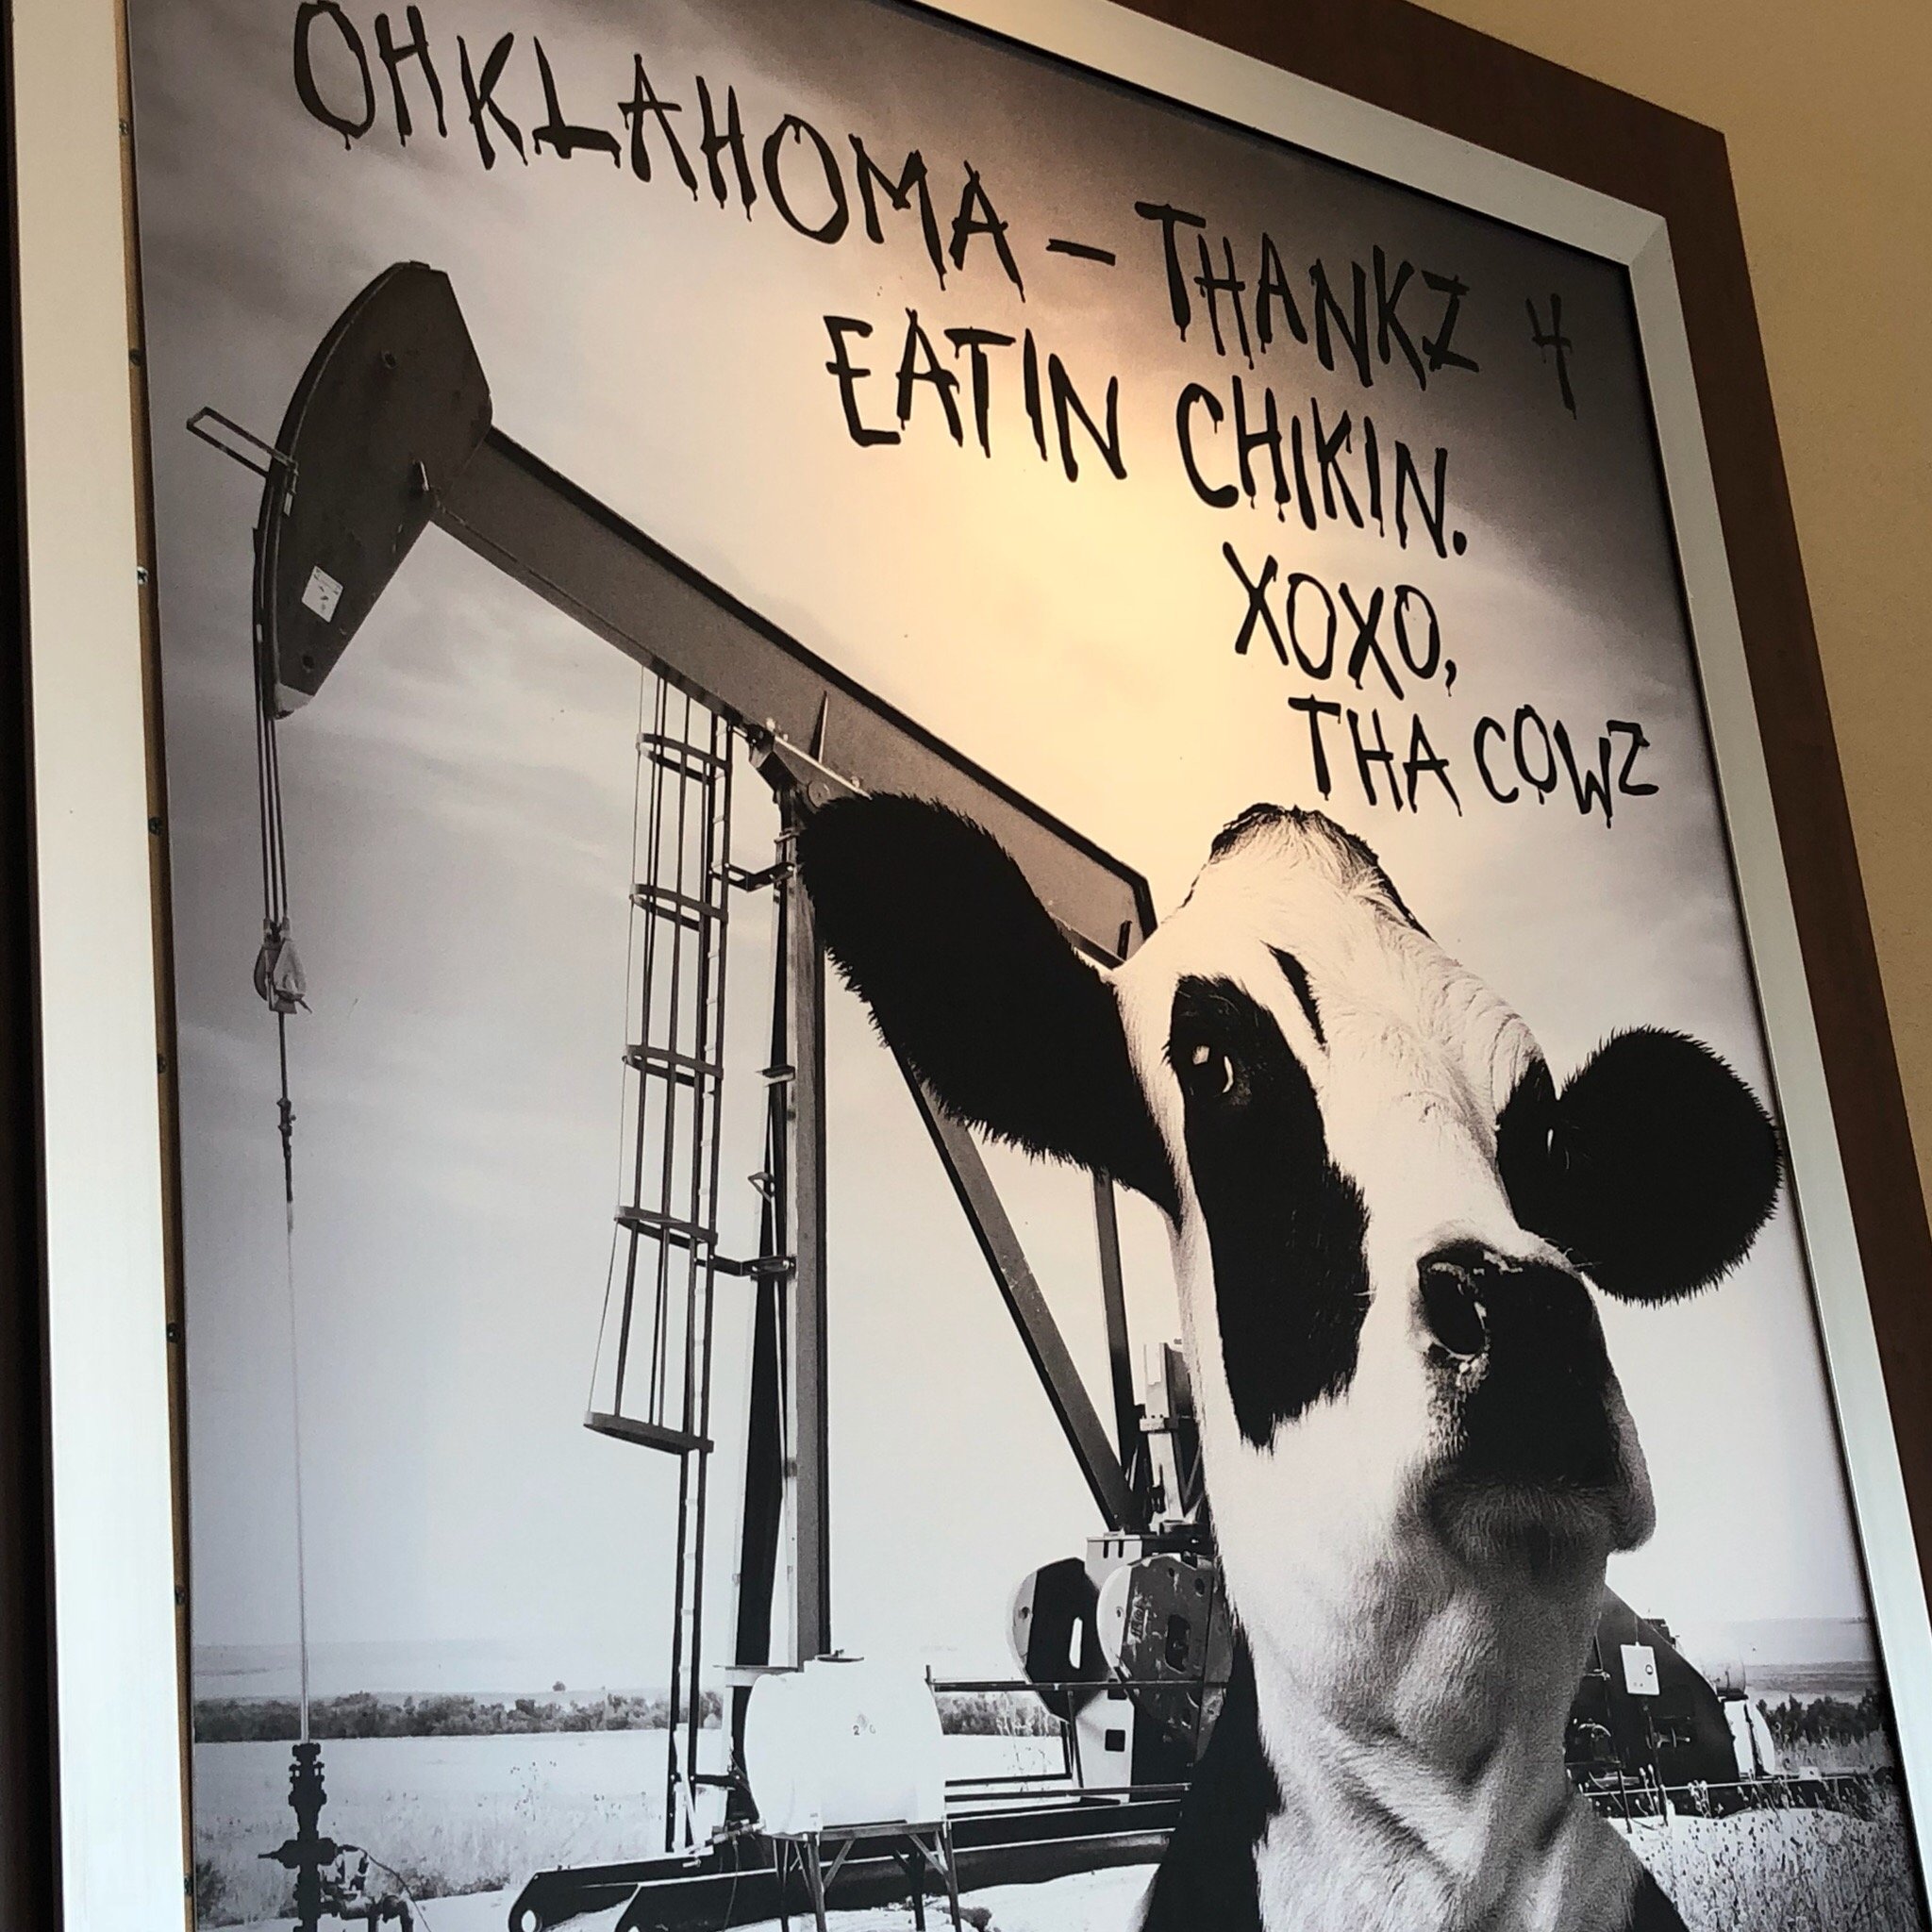 OHKLAHOMA – THANKZ 4
EATIN CHIKIN.
XOXO,
THA COWZ